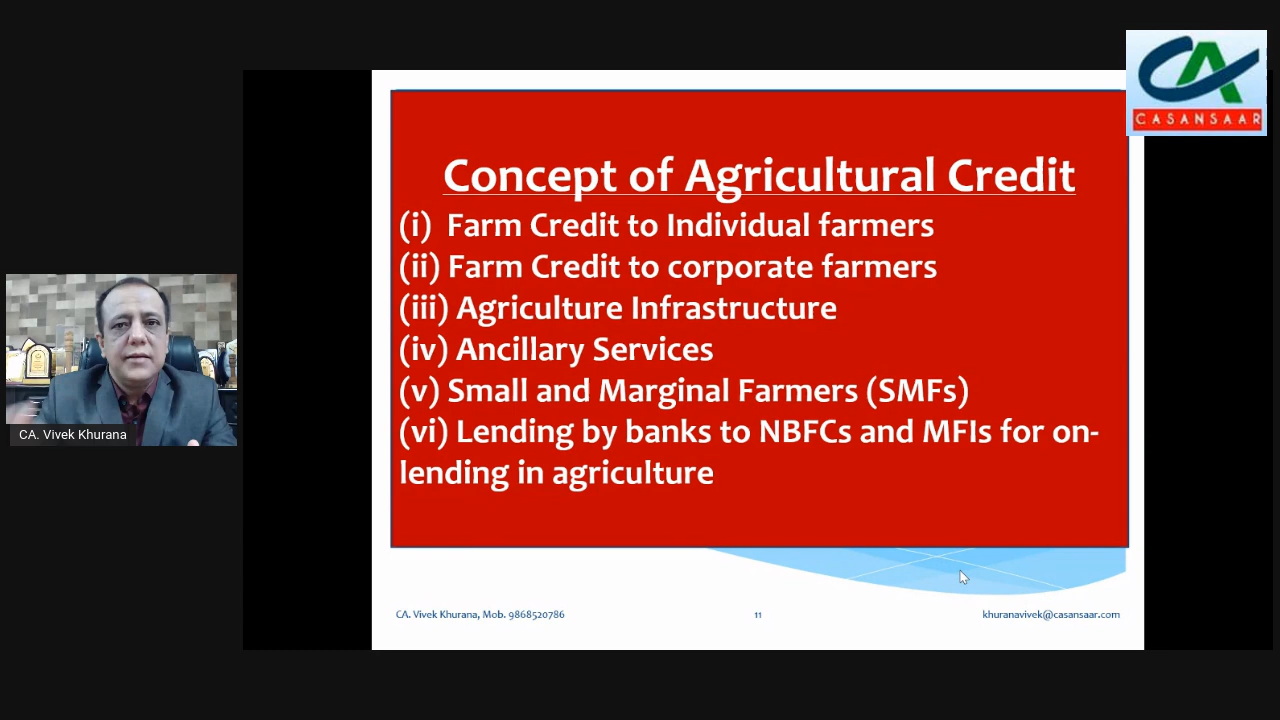 CASANSAAR
Concept of Agricultural Credit
(i) Farm Credit to Individual farmers
(ii) Farm Credit to corporate farmers
(iii) Agriculture Infrastructure
(iv) Ancillary Services
(v) Small and Marginal Farmers (SMFs)
(vi) Lending by banks to NBFCs and MFIs for on-
lending in agriculture
CA. Vivek Khurana
CA. Vivek Khurana, Mob. 9868520786
11
khuranavivek@casansaar.com